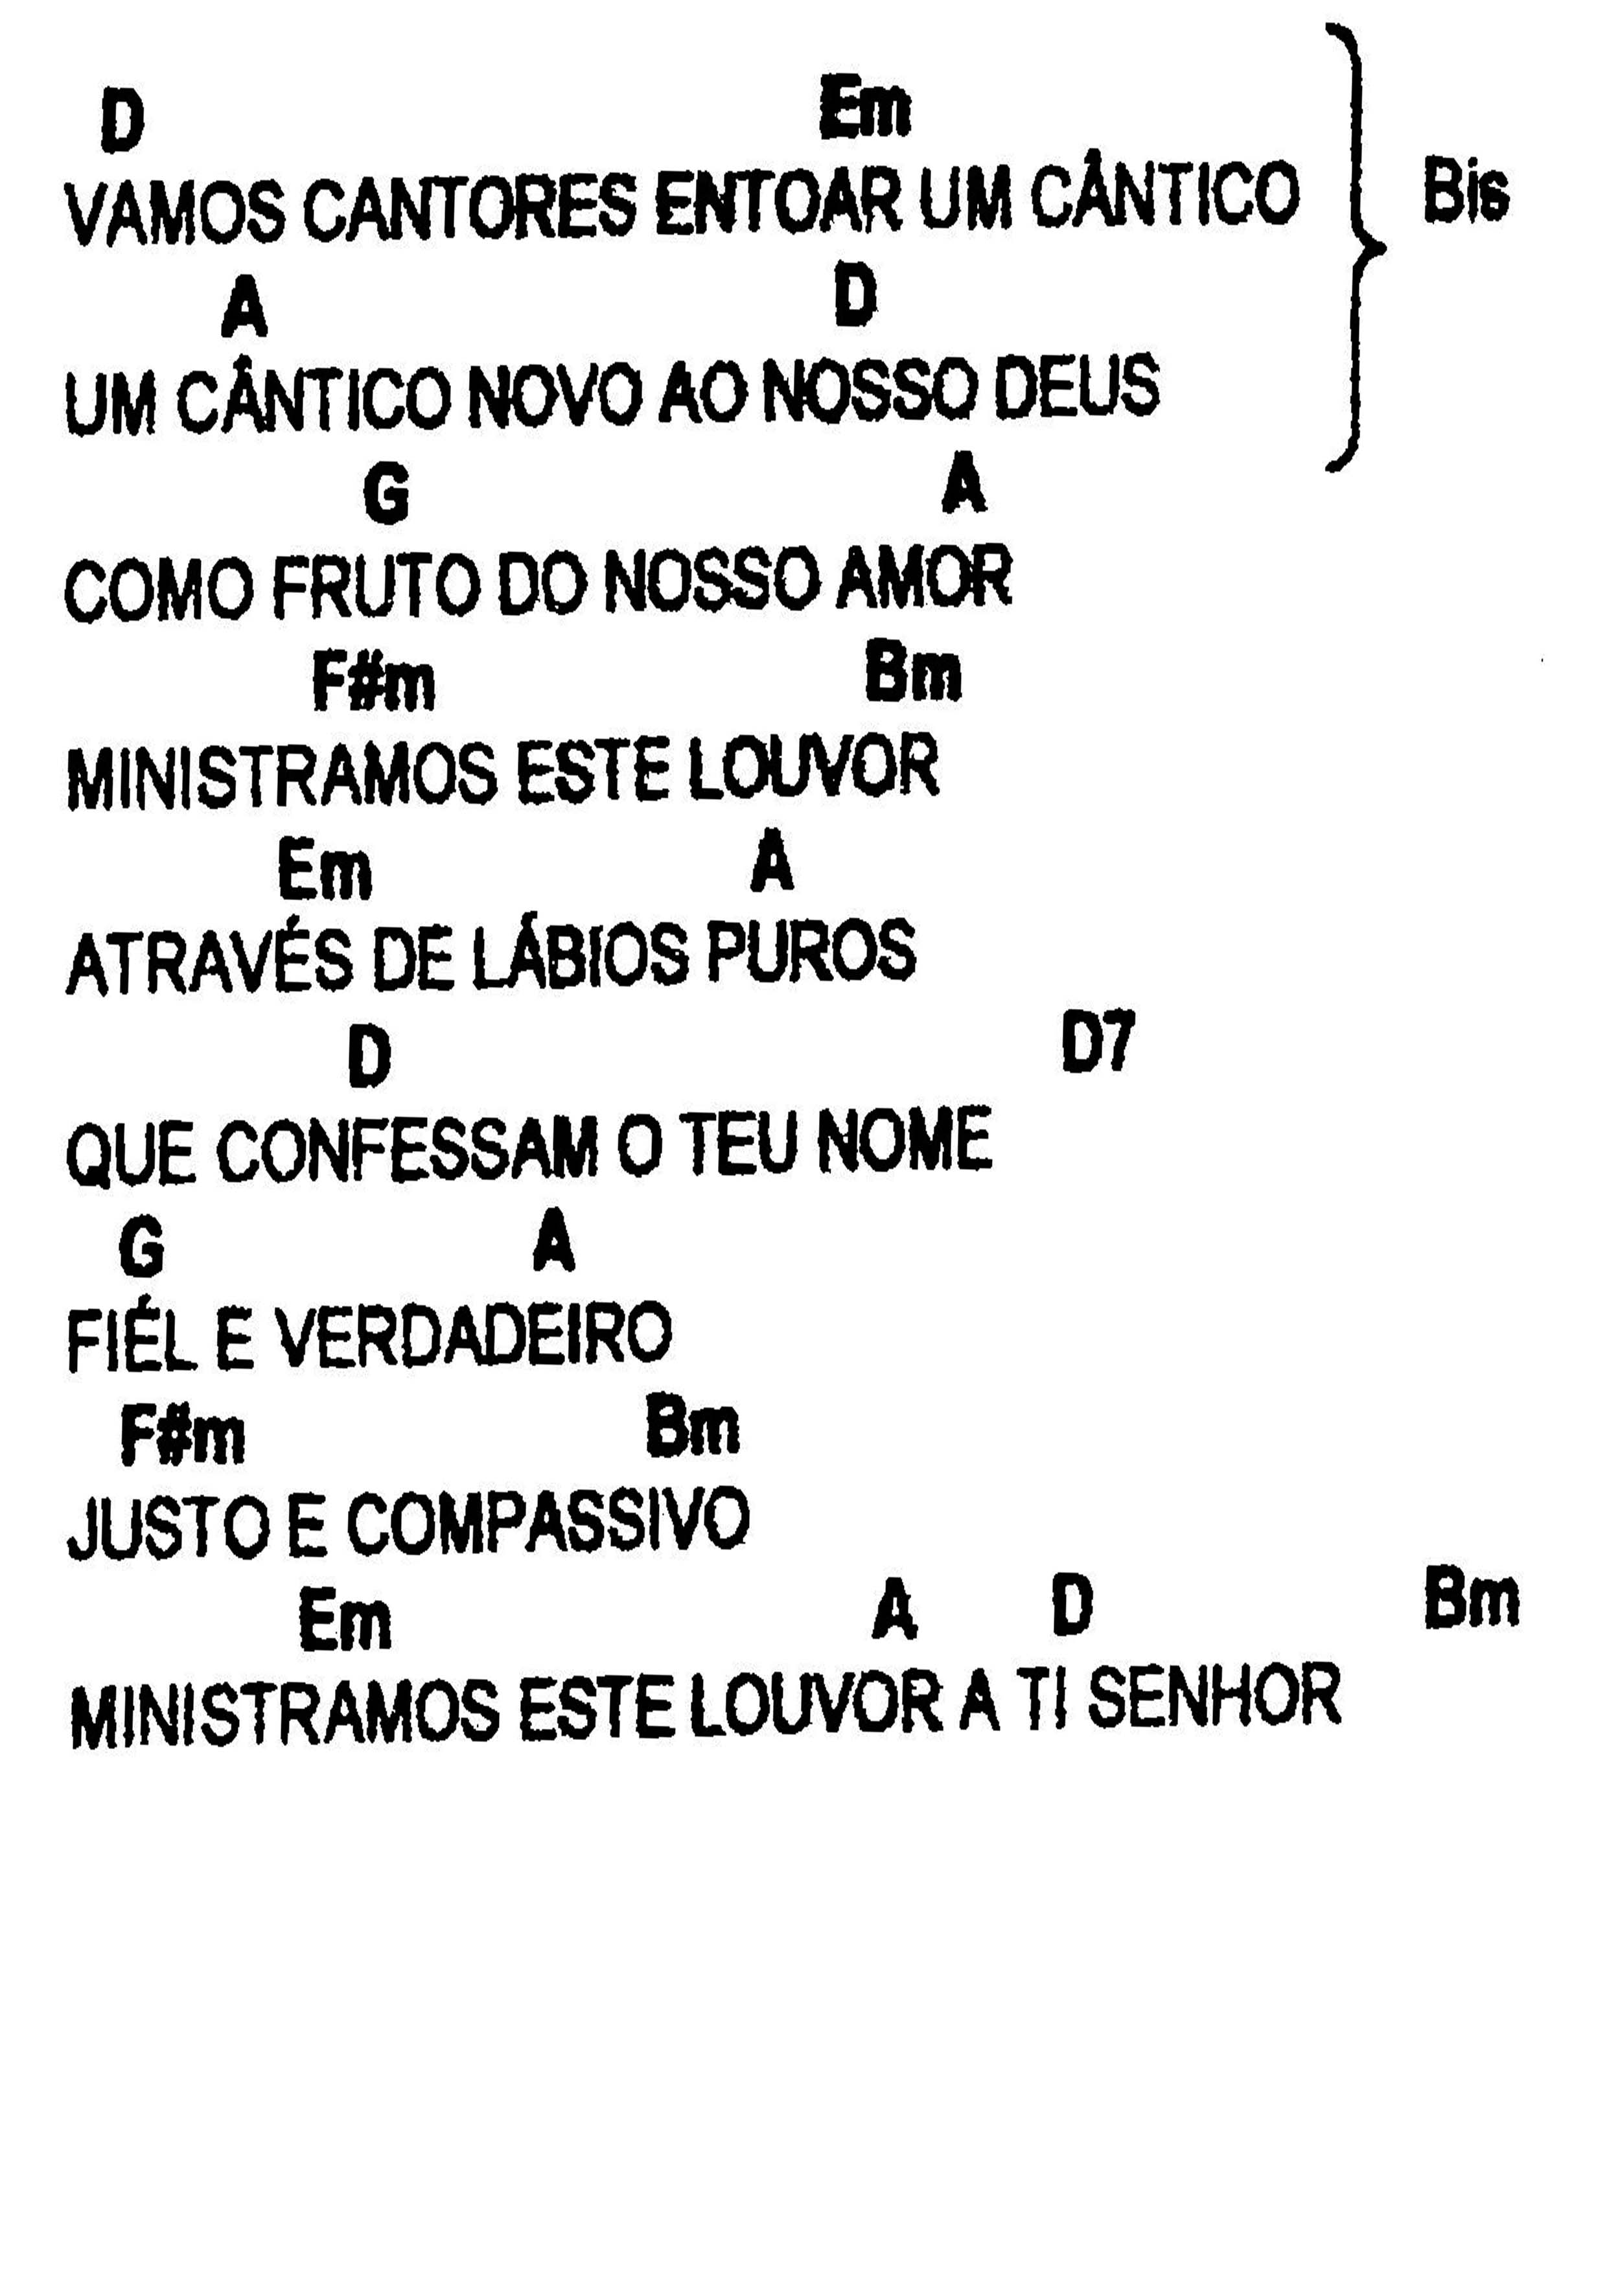 D Em
VAMOS CANTORES ENTOAR UM CÂNTICO Bis
A D
UM CÂNTICO NOVO AO NOSSO DEUS
G A
COMO FRUTO DO NOSSO AMOR
F#m Bm
MINISTRAMOS ESTE LOUVOR
Em A
ATRAVÉS DE LÁBIOS PUROS
D D7
QUE CONFESSAM O TEU NOME
G A
FIÉL E VERDADEIRO
F#m Bm
JUSTO E COMPASSIVO
Em A D Bm
MINISTRAMOS ESTE LOUVOR A TI SENHOR